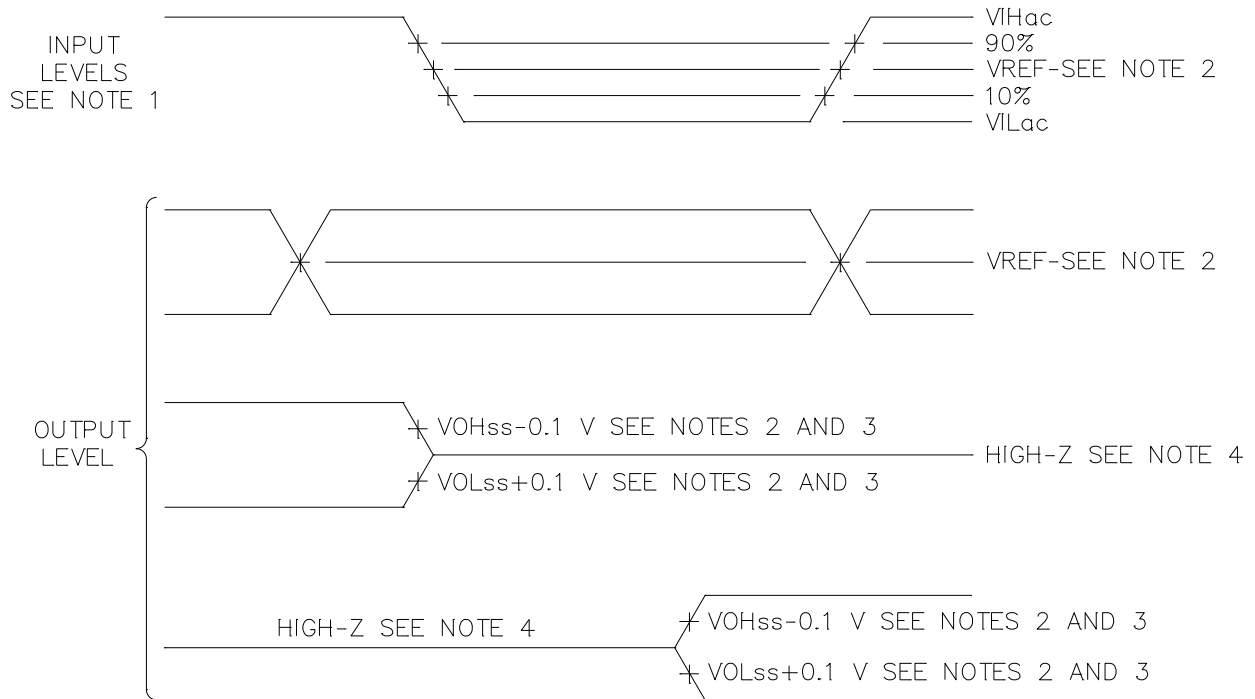 INPUT
LEVELS
SEE NOTE 1
VIHac
90%
VREF-SEE NOTE 2
10%
VILac
VREF-SEE NOTE 2
OUTPUT
LEVEL
VOHss-0.1 V SEE NOTES 2 AND 3
HIGH-Z SEE NOTE 4
VOLss+0.1 V SEE NOTES 2 AND 3
HIGH-Z SEE NOTE 4
VOHss-0.1 V SEE NOTES 2 AND 3
VOLss+0.1 V SEE NOTES 2 AND 3